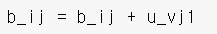 b_ij = b_ij + u_vj1